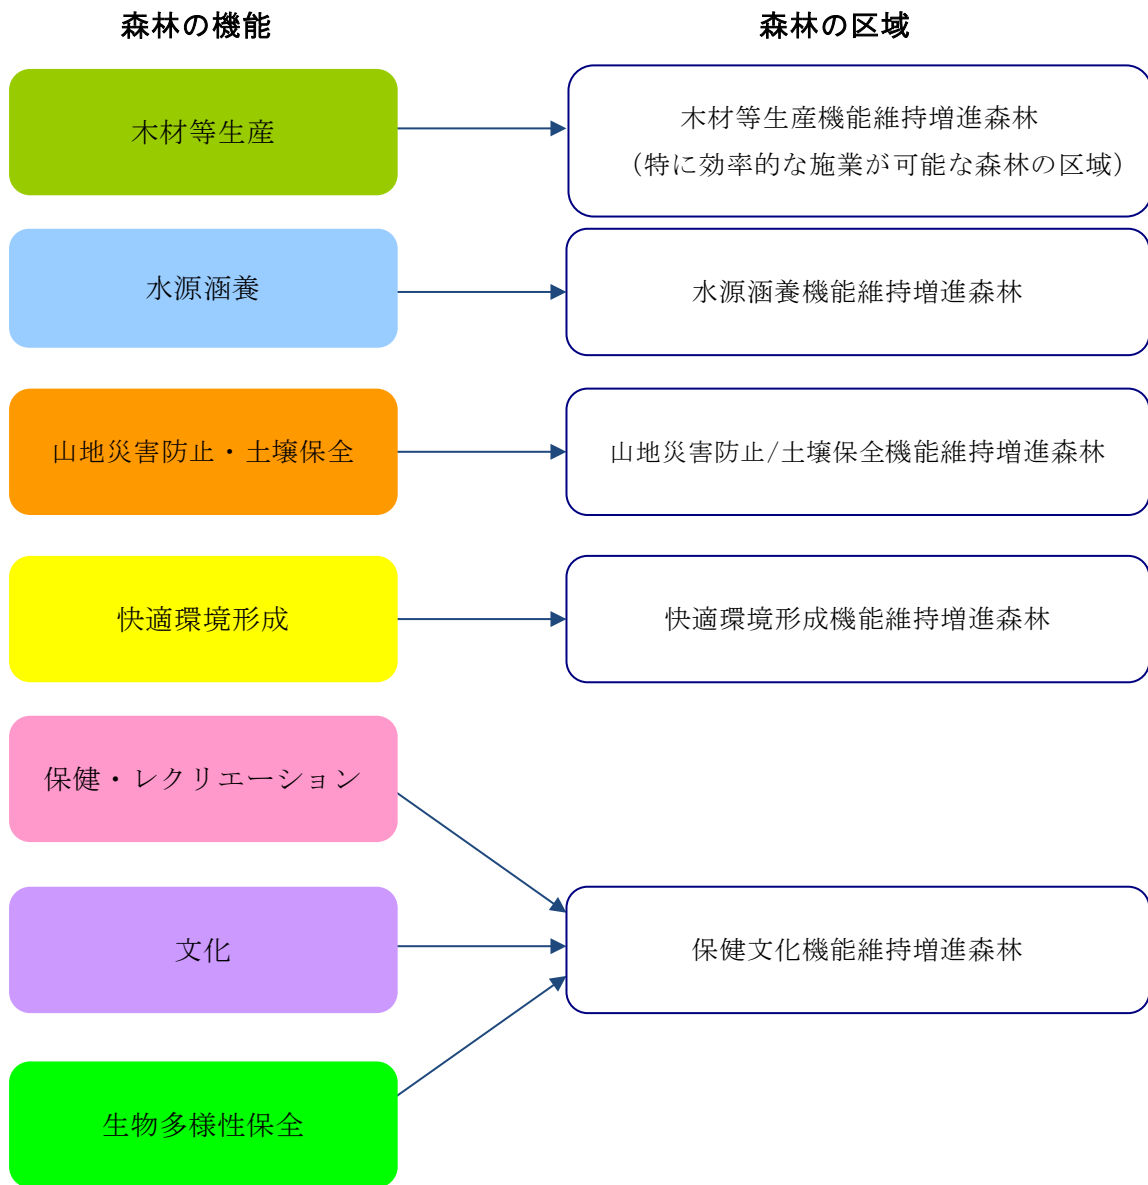 森林の機能
森林の区域
木材等生産
木材等生産機能維持増進森林
（特に効率的な施業が可能な森林の区域）
水源涵養
水源涵養機能維持増進森林
山地災害防止・土壌保全
山地災害防止/土壌保全機能維持増進森林
快適環境形成
快適環境形成機能維持増進森林
保健・レクリエーション
文化
保健文化機能維持増進森林
生物多様性保全